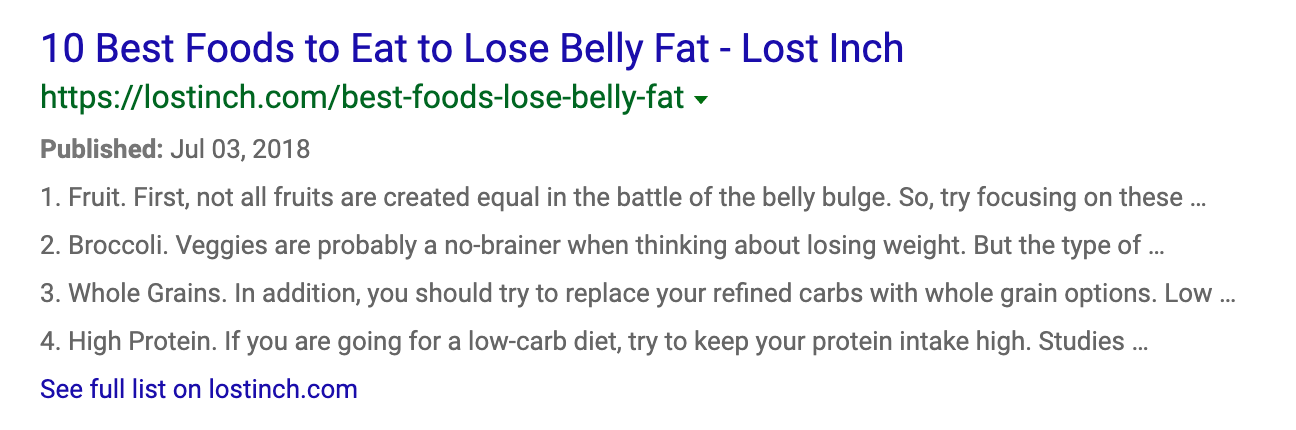 10 Best Foods to Eat to Lose Belly Fat - Lost Inch
https://lostinch.com/best-foods-lose-belly-fat
Published: Jul 03, 2018
1. Fruit. First, not all fruits are created equal in the battle of the belly bulge. So, try focusing on these ...
2. Broccoli. Veggies are probably a no-brainer when thinking about losing weight. But the type of ...
3. Whole Grains. In addition, you should try to replace your refined carbs with whole grain options. Low ...
4. High Protein. If you are going for a low-carb diet, try to keep your protein intake high. Studies ...
See full list on lostinch.com